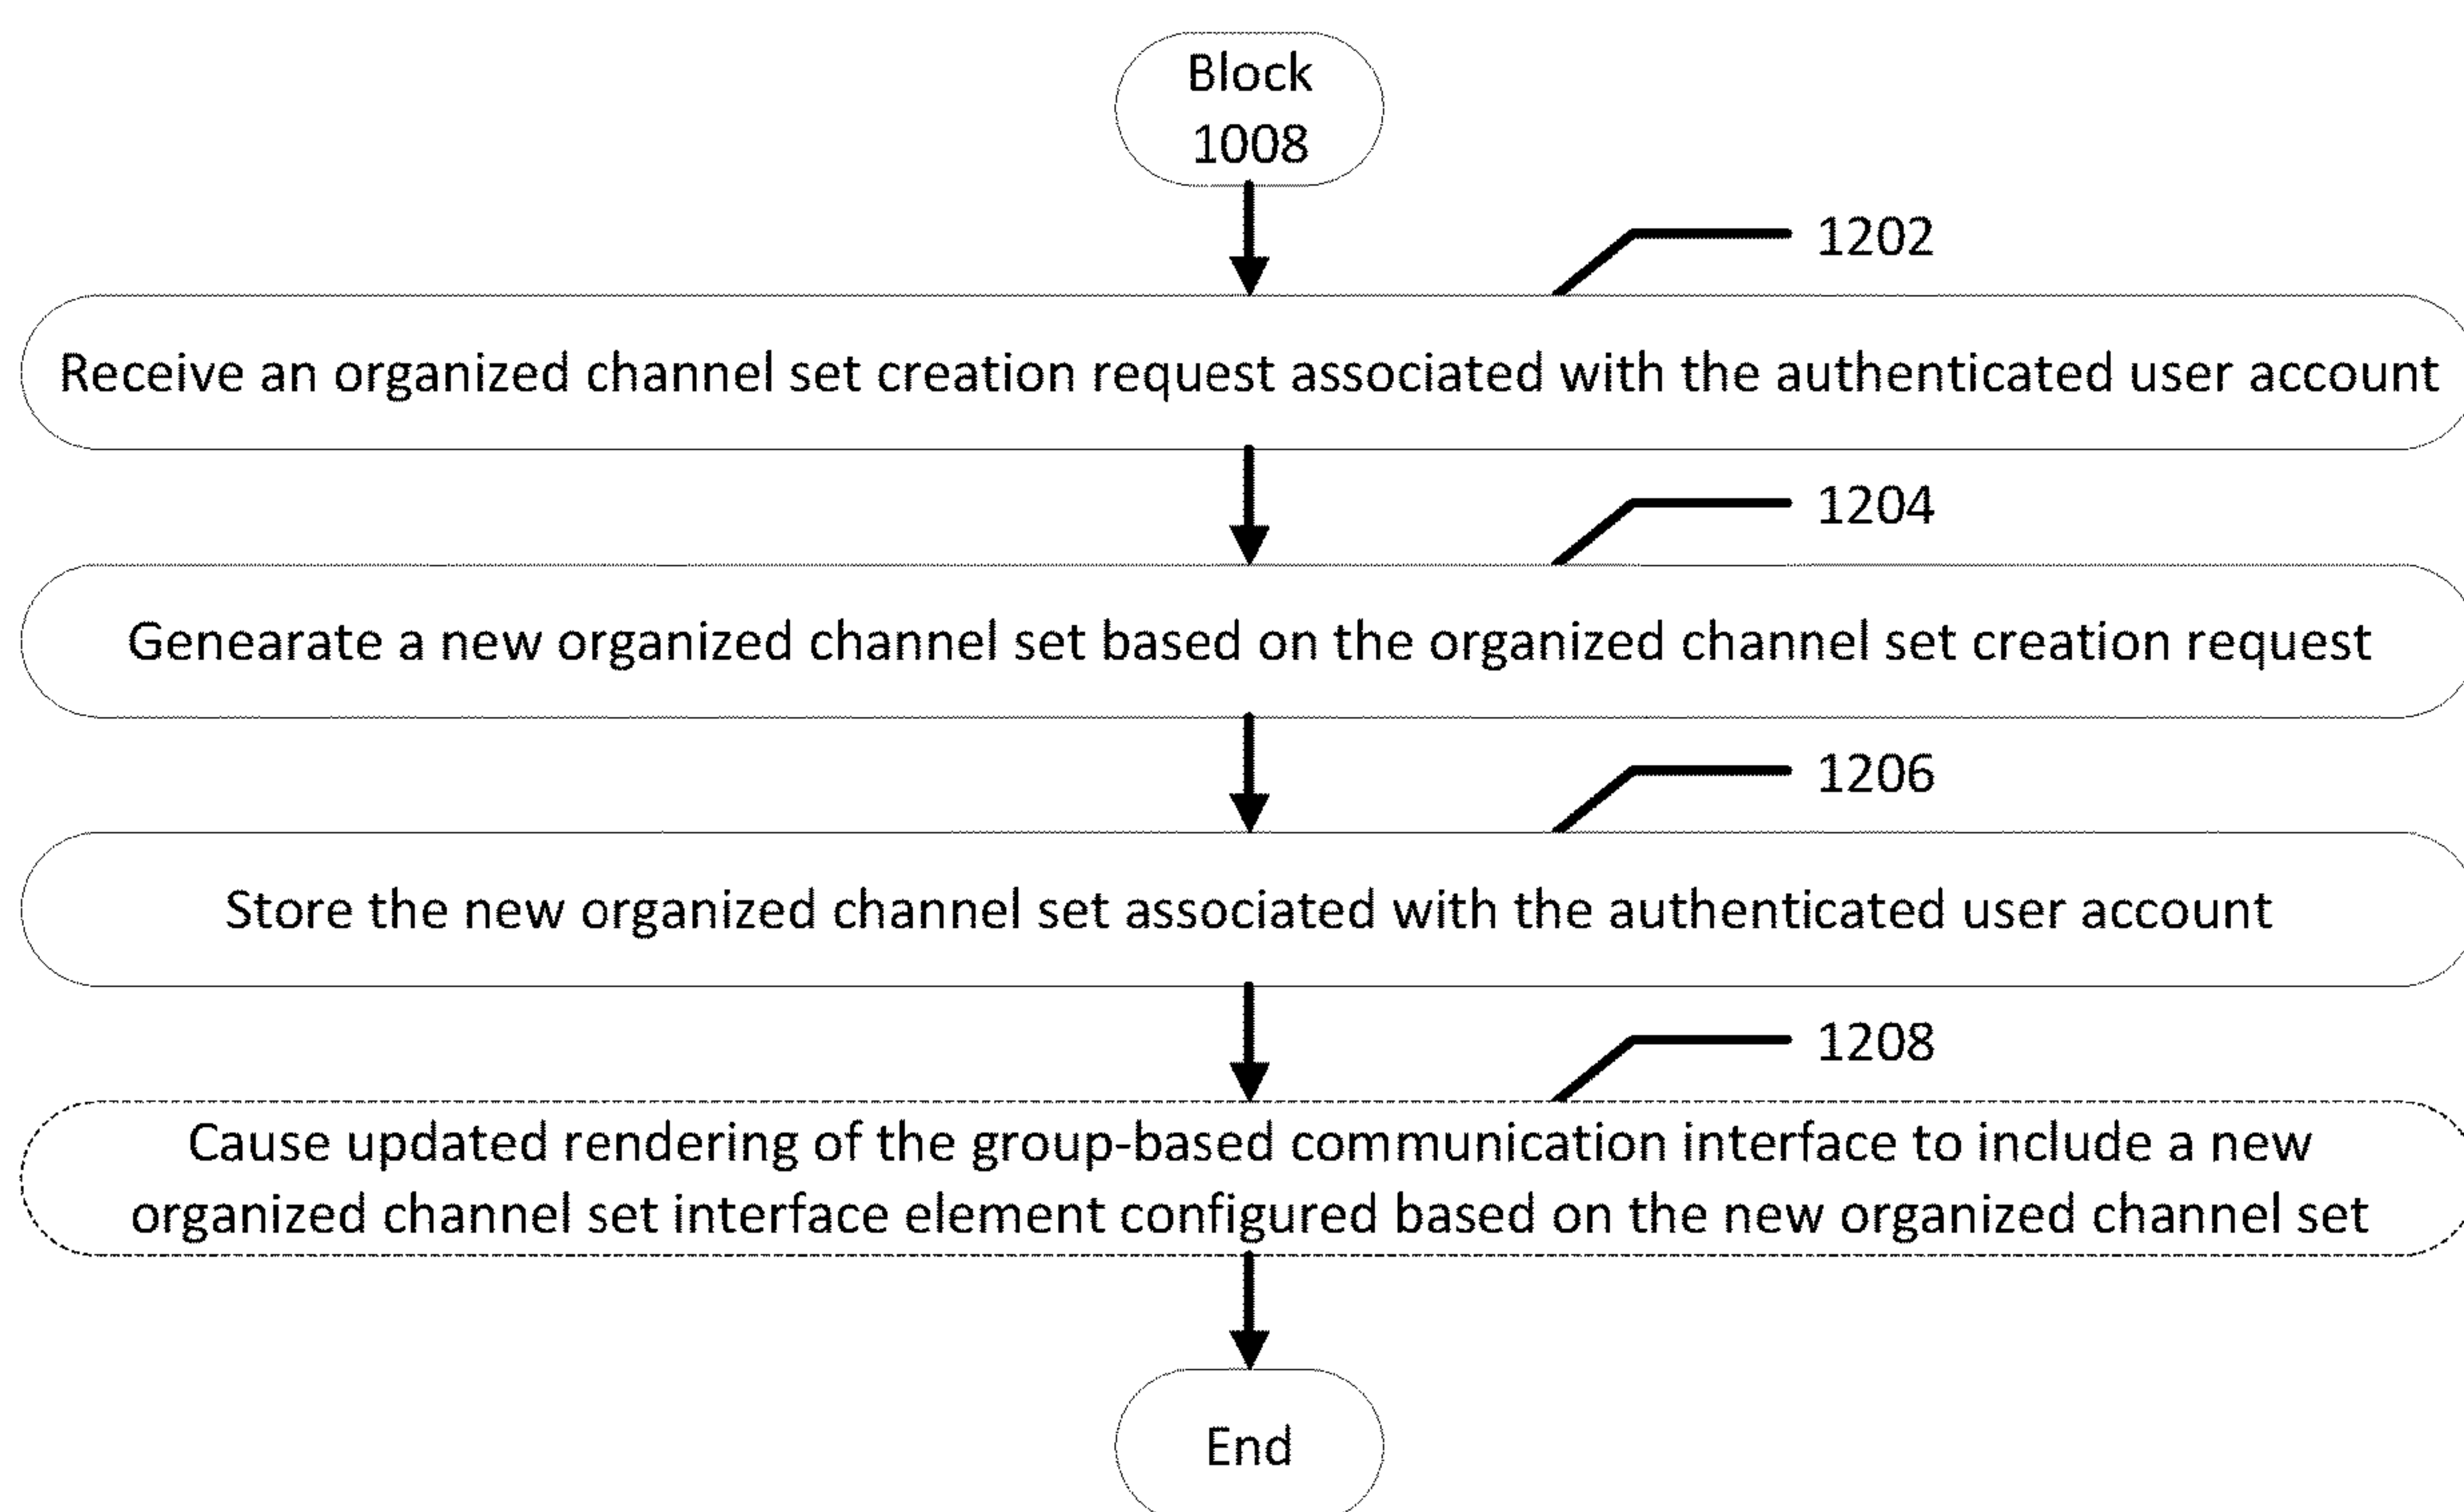 Block
1008
1202
Receive an organized channel set creation request associated with the authenticated user account
1204
Genearate a new organized channel set based on the organized channel set creation request
1206
Store the new organized channel set associated with the authenticated user account
1208
Cause updated rendering of the group-based communication interface to include a new
organized channel set interface element configured based on the new organized channel set
End